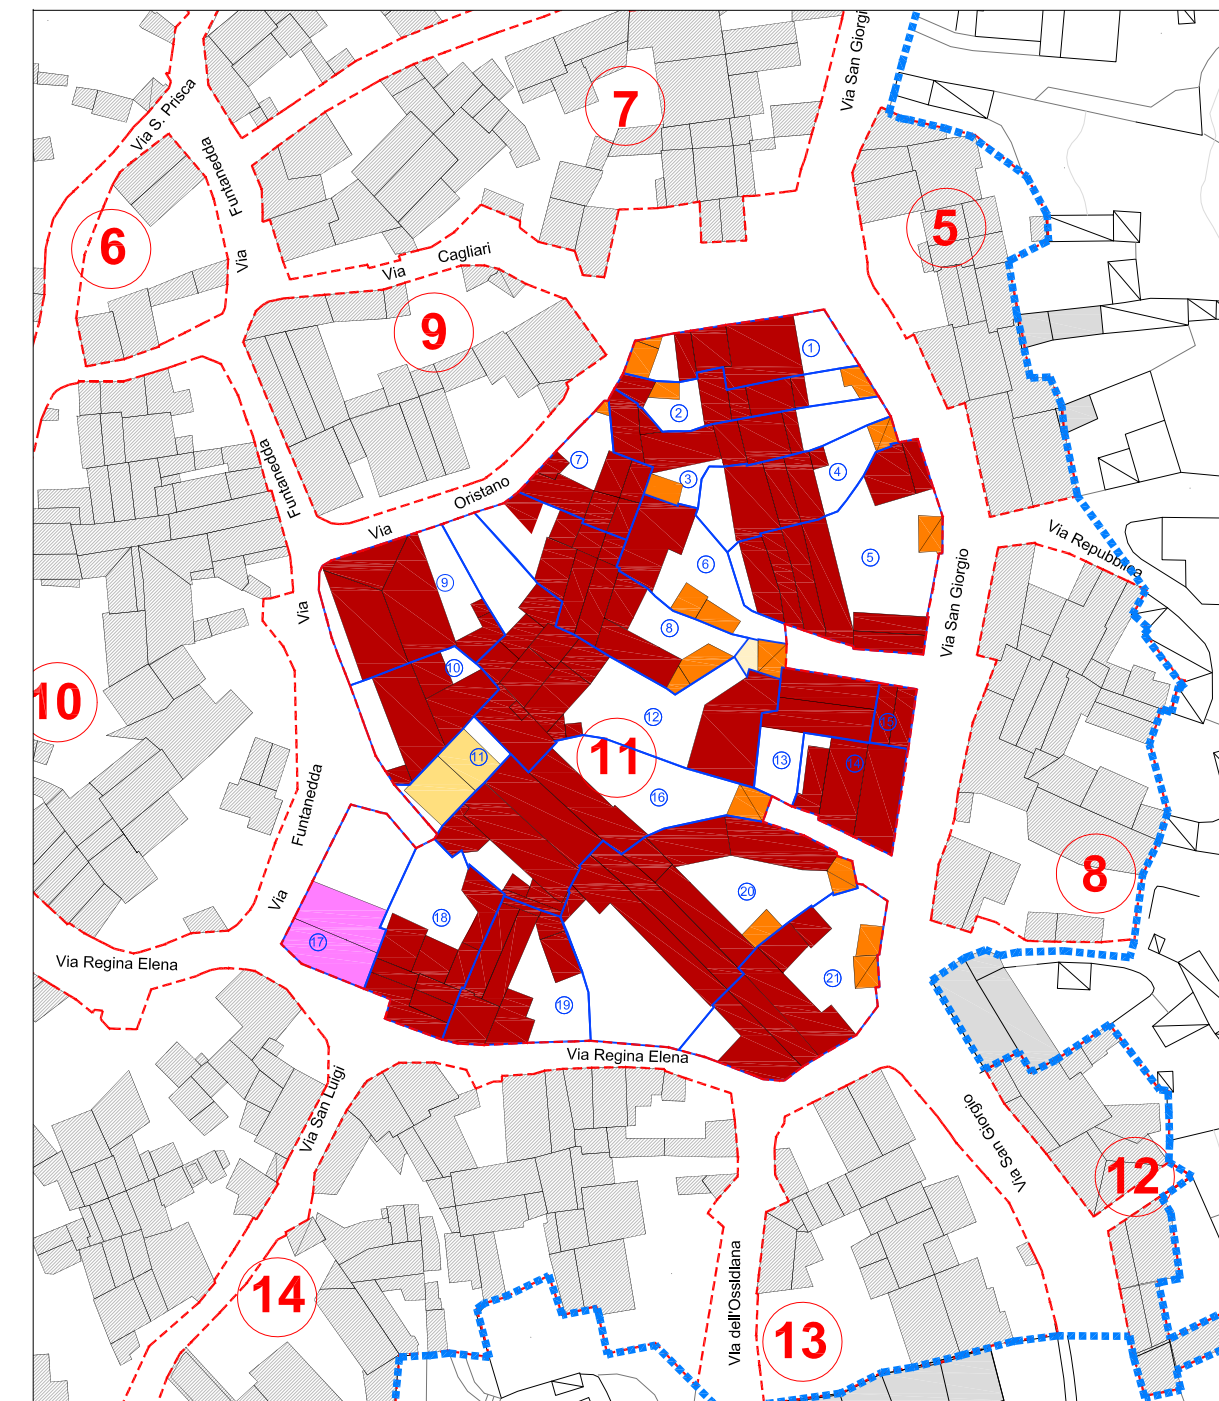 Via San Giorgi
7
Via S. Prisca
Funtanedda
Via
6
5
Via
Cagliari
9
1
2
7
3
4
Funtanedda
Via
Oristano
Via Repubblica
5
6
9
8
Via San Giorgio
Via
10
10
12
15
11
11
13
14
16
Funtanedda
8
20
Via
18
17
Via Regina Elena
21
19
Via Regina Elena
Via San Luigi
Via San Giorgio
12
14
VIa dell'OssIdIana
13